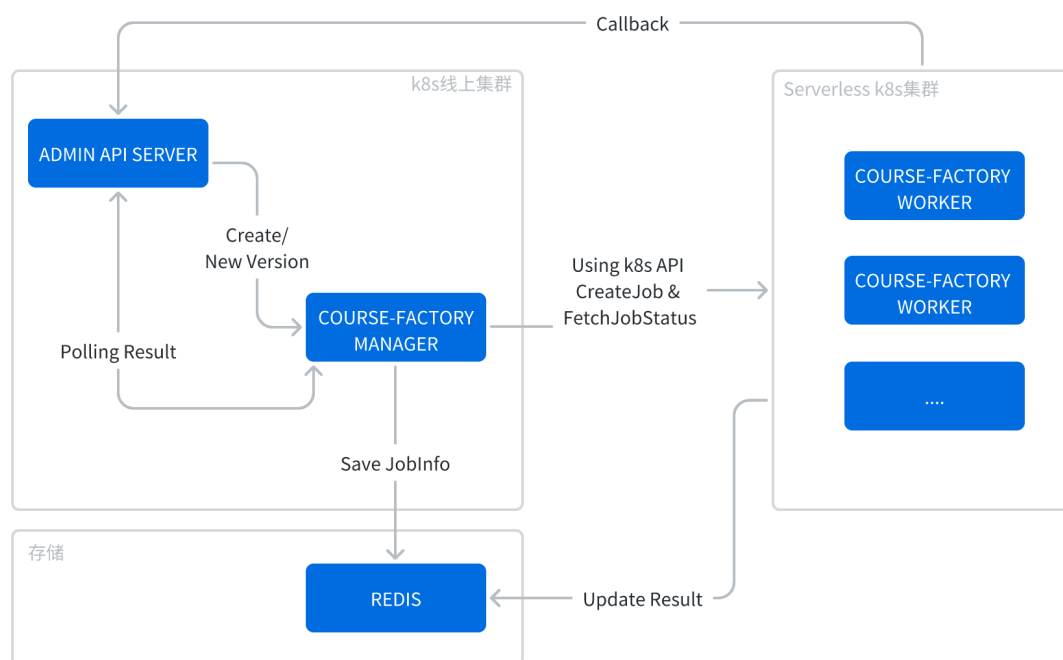 Callback
k8s线上集群
Serverless k8s集群
ADMIN API SERVER
COURSE-FACTORY
WORKER
Create/
New Version
Using k8s API
CreateJob &
FetchJobStatus
COURSE-FACTORY
WORKER
COURSE-FACTORY
MANAGER
Polling Result
....
Save JobInfo
存储
REDIS
Update Result